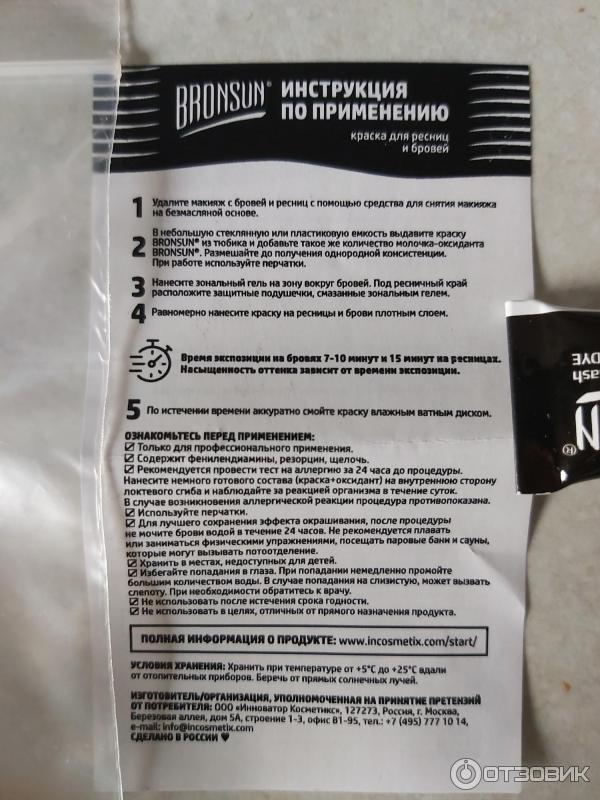 BRONSUN®
ИНСТРУКЦИЯ
ПО ПРИМЕНЕНИЮ
краска для ресниц
и бровей
1 Удалите макияж с бровей и ресниц с помощью средства для снятия макияжа
на безмасляной основе.
2 В небольшую стеклянную или пластиковую емкость выдавите краску
BRONSUN® из тюбика и добавьте такое же количество молочка-оксиданта
BRONSUN®. Размешайте до получения однородной консистенции.
При работе используйте перчатки.
3 Нанесите зональный гель на зону вокруг бровей. Под ресничный край
расположите защитные подушечки, смазанные зональным гелем.
4 Равномерно нанесите краску на ресницы и брови плотным слоем.
Время экспозиции на бровях 7-10 минут и 15 минут на ресницах.
Насыщенность оттенка зависит от времени экспозиции.
5 По истечении времени аккуратно смойте краску влажным ватным диском.
ОЗНАКОМЬТЕСЬ ПЕРЕД ПРИМЕНЕНИЕМ:
☑ Только для профессионального применения.
☑ Содержит фенилендиамины, резорцин, щелочь.
☑ Рекомендуется провести тест на аллергию за 24 часа до процедуры.
Нанесите немного готового состава (краска+оксидант) на внутреннюю сторону
локтевого сгиба и наблюдайте за реакцией организма в течение суток.
В случае возникновения аллергической реакции процедура противопоказана.
☑ Используйте перчатки.
☑ Для лучшего сохранения эффекта окрашивания, после процедуры
не мочите брови водой в течение 24 часов. Не рекомендуется плавать
или заниматься физическими упражнениями, посещать паровые бани и сауны,
которые могут вызывать потоотделение.
☑ Хранить в местах, недоступных для детей.
☑ Избегайте попадания в глаза. При попадании немедленно промойте
большим количеством воды. В случае попадания на слизистую, может вызвать
слепоту. При необходимости обратитесь к врачу.
☑ Не использовать после истечения срока годности.
☑ Не использовать в целях, отличных от прямого назначения продукта.
ПОЛНАЯ ИНФОРМАЦИЯ О ПРОДУКТЕ: www.incosmetix.com/start/
УСЛОВИЯ ХРАНЕНИЯ: Хранить при температуре от +5°С до +25°С вдали
от отопительных приборов. Беречь от прямых солнечных лучей.
ИЗГОТОВИТЕЛЬ/ОРГАНИЗАЦИЯ, УПОЛНОМОЧЕННАЯ НА ПРИНЯТИЕ ПРЕТЕНЗИЙ
ОТ ПОТРЕБИТЕЛЯ: ООО «Инноватор Косметикс», 127273, Россия, г. Москва,
Березовая аллея, дом 5А, строение 1-3, офис В1-95, тел.: +7 (495) 777 10 14,
e-mail: info@incosmetix.com
СДЕЛАНО В РОССИИ ♥
ash
DYE
N®
ОТЗОВИК